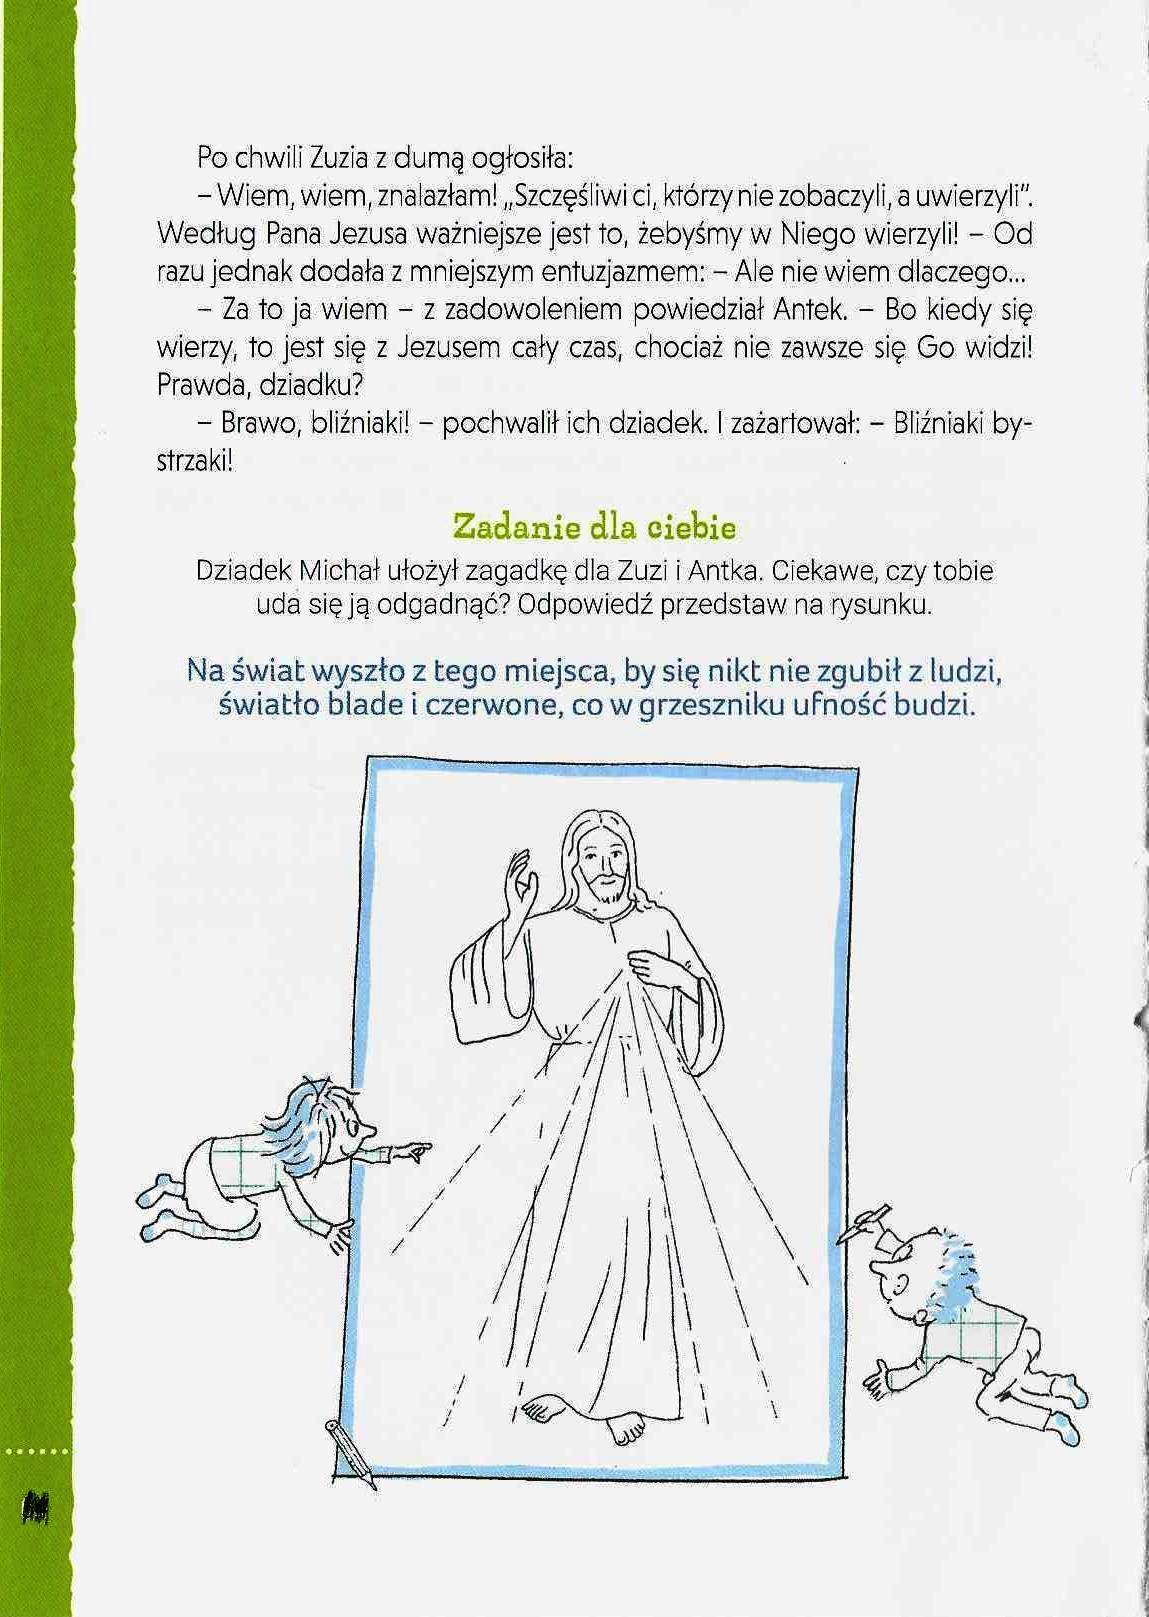 Po chwili Zuzia z dumą ogłosiła:
– Wiem, wiem, znalazłam! „Szczęśliwi ci, którzy nie zobaczyli, a uwierzyli”.
Według Pana Jezusa ważniejsze jest to, żebyśmy w Niego wierzyli! – Od
razu jednak dodała z mniejszym entuzjazmem: – Ale nie wiem dlaczego...
– Za to ja wiem – z zadowoleniem powiedział Antek. – Bo kiedy się
wierzy, to jest się z Jezusem cały czas, chociaż nie zawsze się Go widzi!
Prawda, dziadku?
– Brawo, bliźniaki! – pochwalił ich dziadek. I zażartował: – Bliźniaki by-
strzaki!
Zadanie dla ciebie
Dziadek Michał ułożył zagadkę dla Zuzi i Antka. Ciekawe, czy tobie
uda się ją odgadnąć? Odpowiedź przedstaw na rysunku.
Na świat wyszło z tego miejsca, by się nikt nie zgubił z ludzi,
światło blade i czerwone, co w grzeszniku ufność budzi.